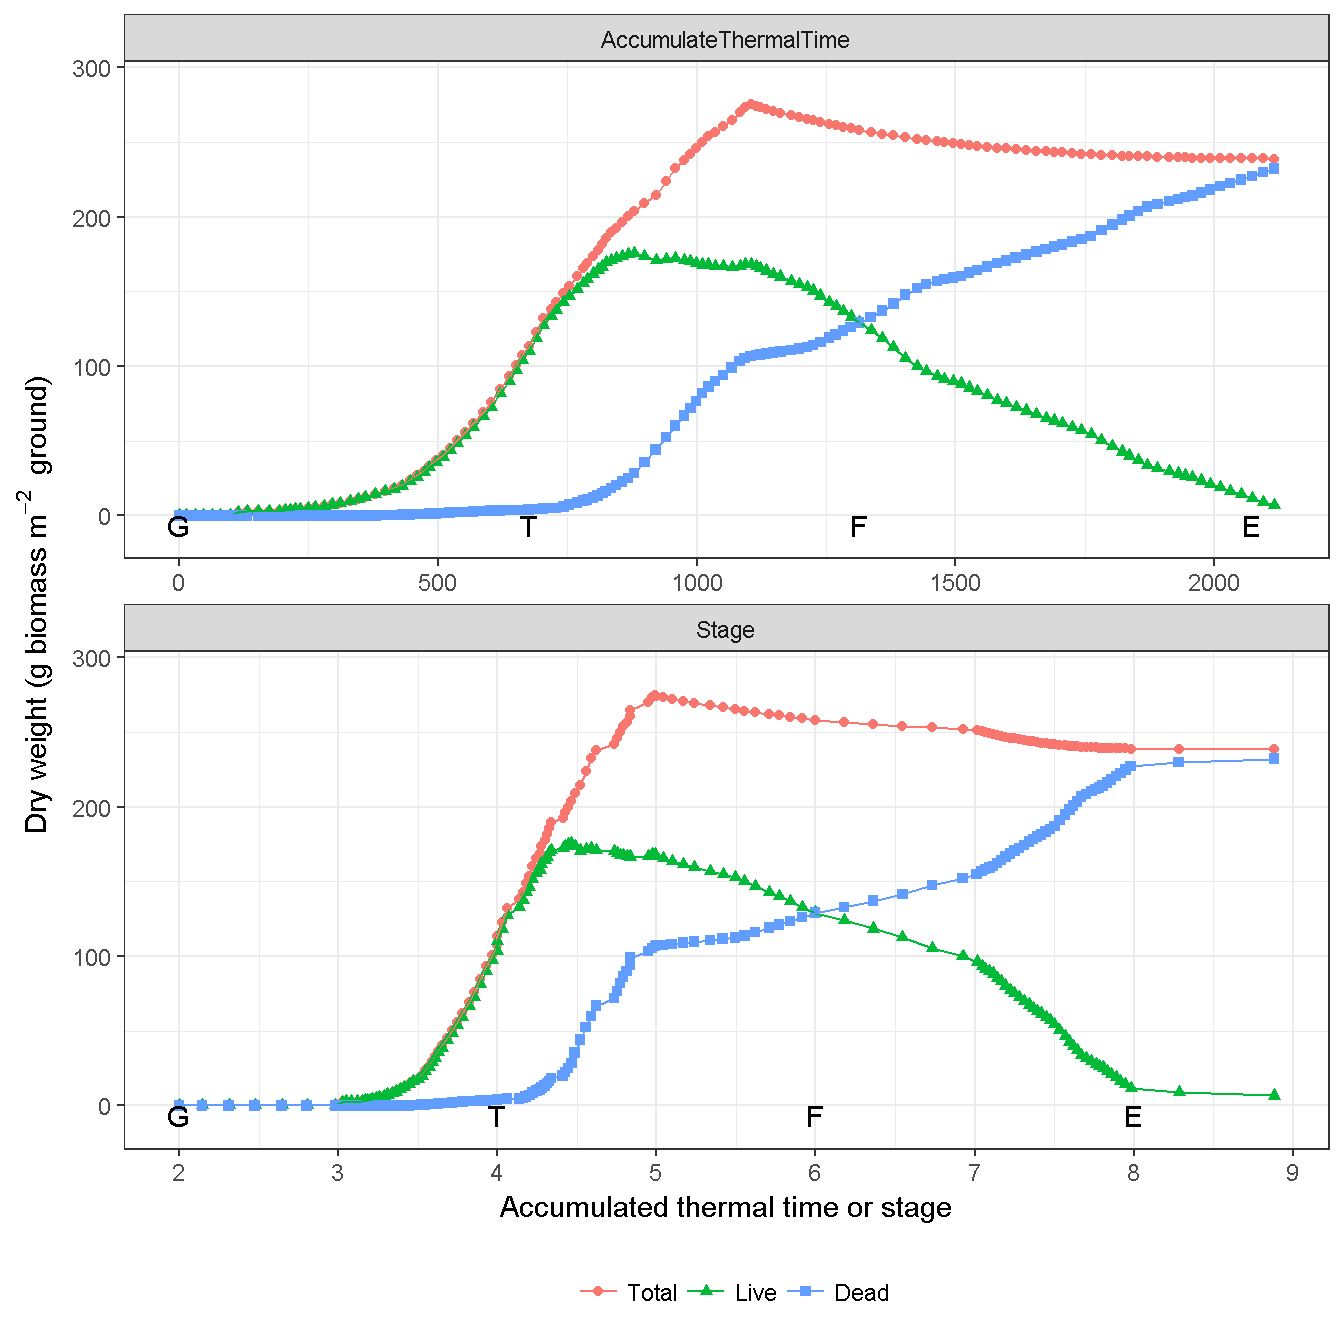 AccumulateThermalTime
300
200
100
0
G T F E
0 500 1000 1500 2000
Dry weight (g biomass m⁻² ground)
Stage
300
200
100
0
G T F E
2 3 4 5 6 7 8 9
Accumulated thermal time or stage
Total Live Dead